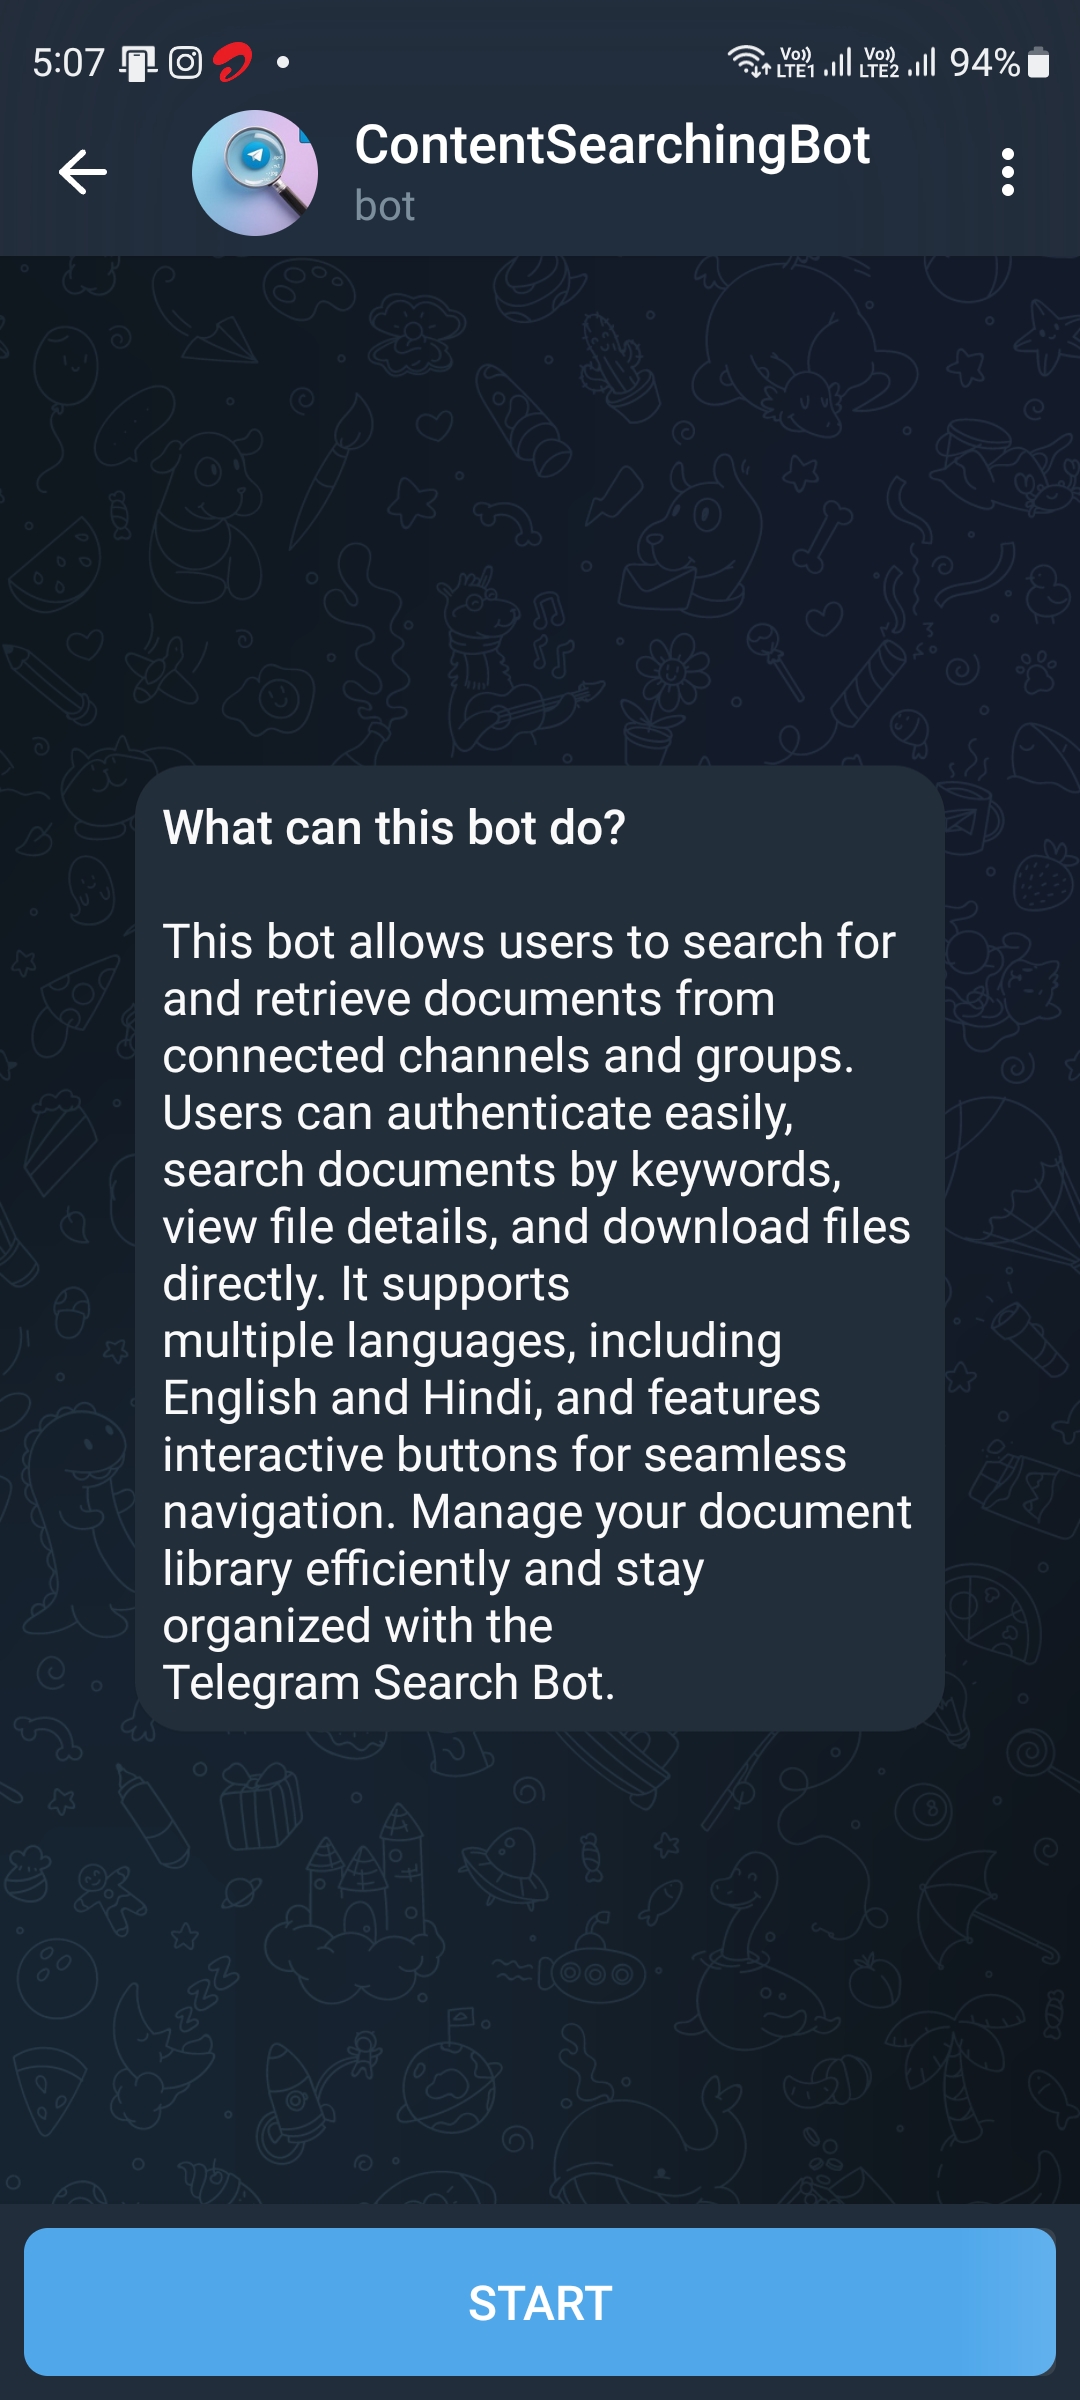 5:07
Vo)) LTE1
Vo)) LTE2
94%
ContentSearchingBot
bot
What can this bot do?
This bot allows users to search for
and retrieve documents from
connected channels and groups.
Users can authenticate easily,
search documents by keywords,
view file details, and download files
directly. It supports
multiple languages, including
English and Hindi, and features
interactive buttons for seamless
navigation. Manage your document
library efficiently and stay
organized with the
Telegram Search Bot.
START